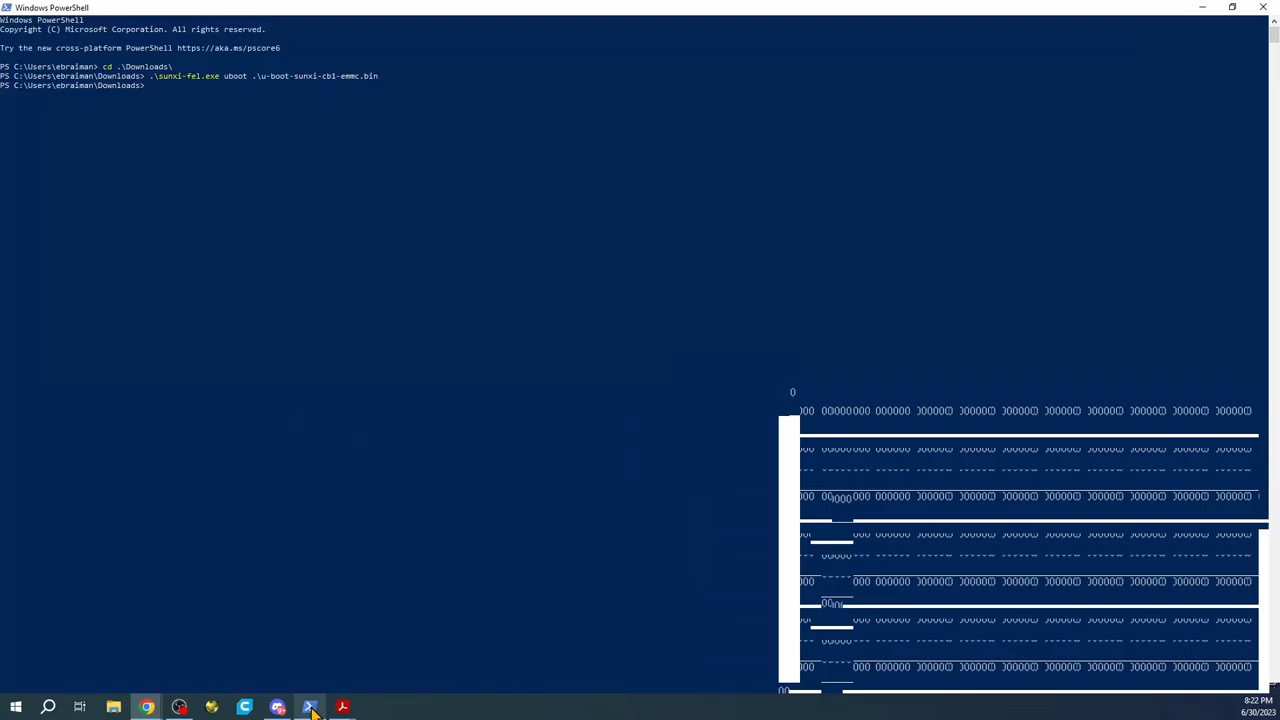 Windows PowerShell
Windows PowerShell
Copyright (C) Microsoft Corporation. All rights reserved.
Try the new cross-platform PowerShell https://aka.ms/pscore6
PS C:\Users\ebraiman> cd .\Downloads\
PS C:\Users\ebraiman\Downloads> .\sunxi-fel.exe uboot .\u-boot-sunxi-cb1-emmc.bin
PS C:\Users\ebraiman\Downloads>
8:22 PM
6/30/2023